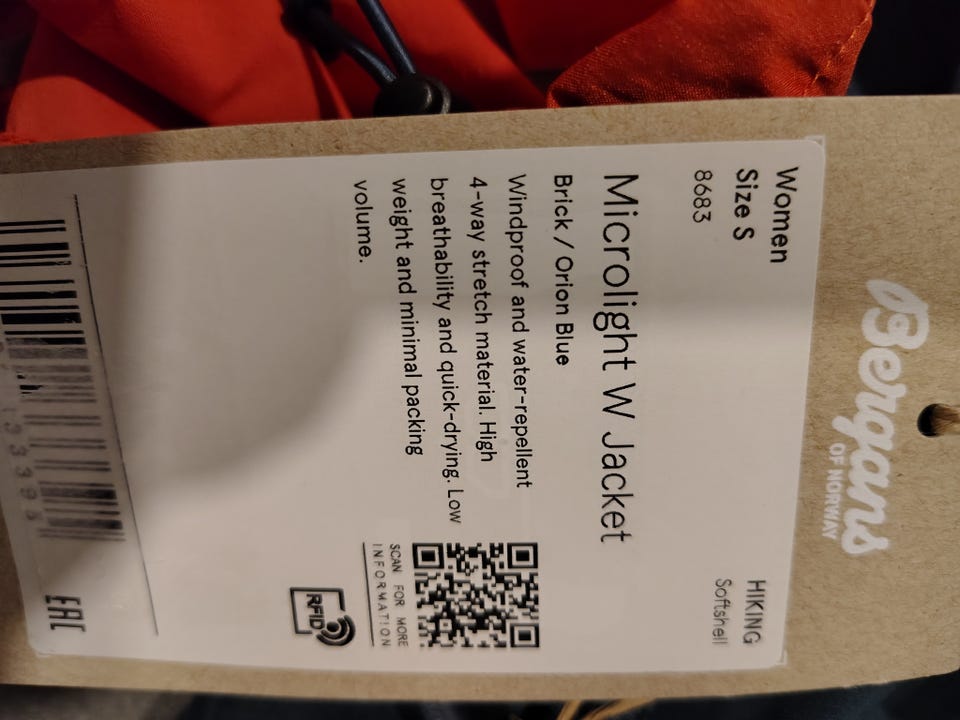 Bergans
OF NORWAY
Women
Size S
8683
HIKING
Softshell
Microlight W Jacket
Brick / Orion Blue
Windproof and water-repellent
4-way stretch material. High
breathability and quick-drying. Low
weight and minimal packing
volume.
SCAN FOR MORE
INFORMATION
RFID
EAC